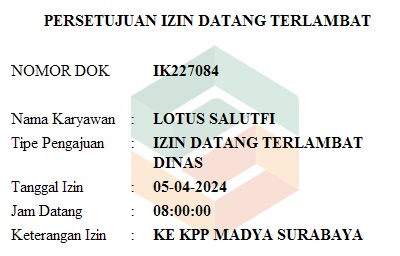 PERSETUJUAN IZIN DATANG TERLAMBAT
NOMOR DOK IK227084
Nama Karyawan : LOTUS SALUTFI
Tipe Pengajuan : IZIN DATANG TERLAMBAT
DINAS
Tanggal Izin : 05-04-2024
Jam Datang : 08:00:00
Keterangan Izin : KE KPP MADYA SURABAYA